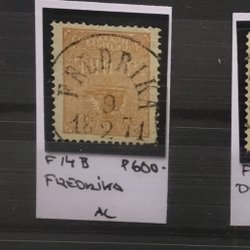 FREDRIKA
9
18 2 71
F14B P600-
FREDRIKA
AC
F
D